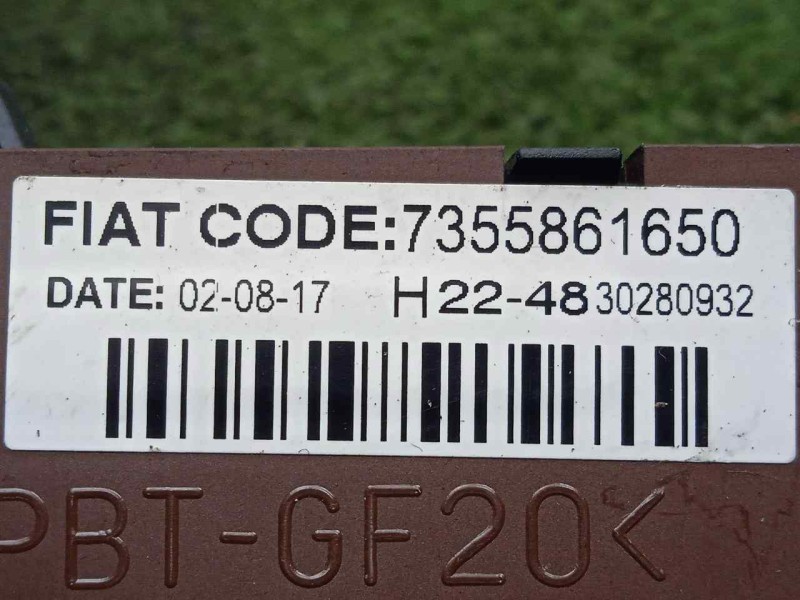 FIAT CODE:7355861650
DATE: 02-08-17 H22-48 30280932
PBT-GF20<